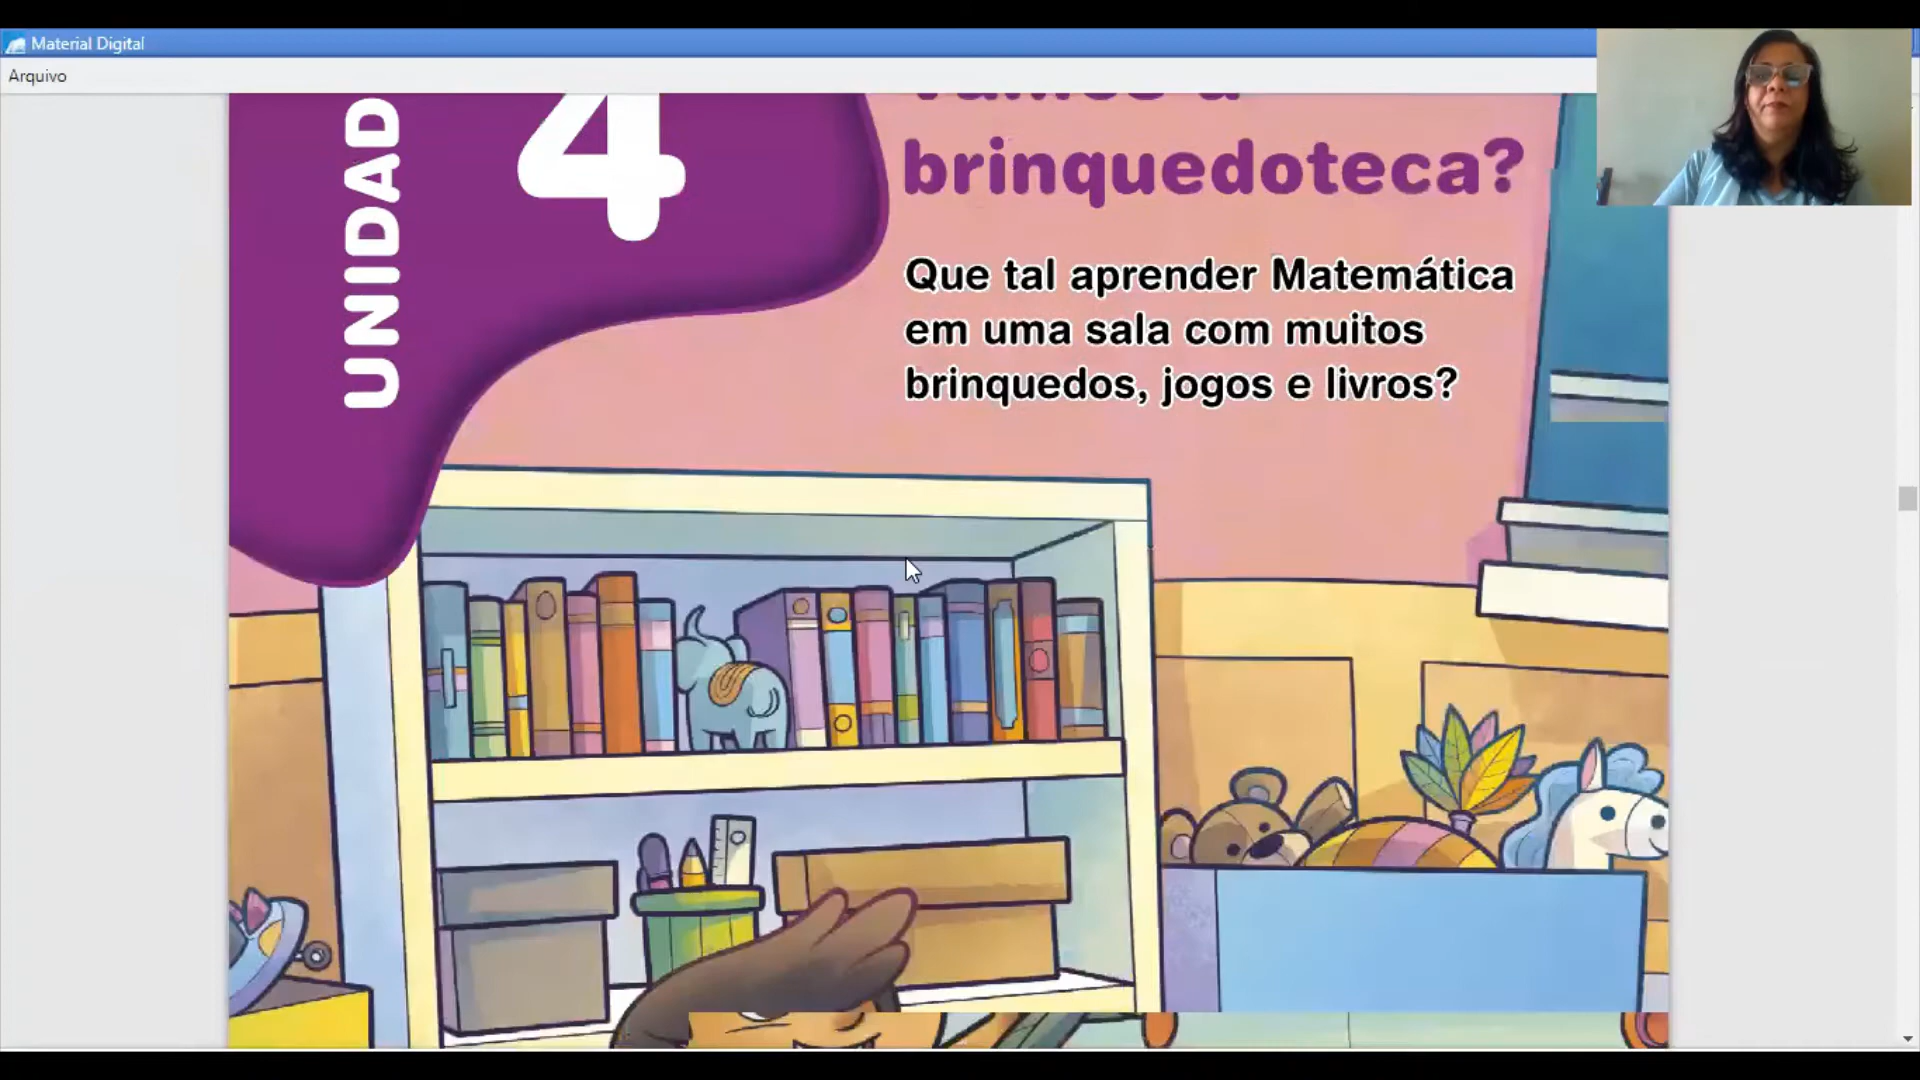 Material Digital
Arquivo
UNIDAD
4
brinquedoteca?
Que tal aprender Matemática
em uma sala com muitos
brinquedos, jogos e livros?